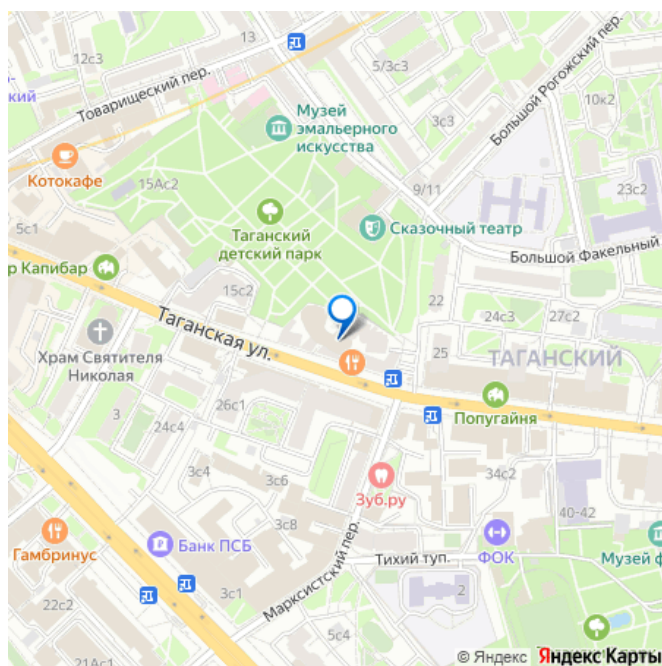 12с2
13
5/3с3
Большой Рогожский пер.
10к2
Товарищеский пер.
ский
Музей
эмальерного
искусства
3с3
Котокафе
15Ас2
9/11
23с2
5с1
Таганский
детский парк
Сказочный театр
Большой Факельный
р Капибар
15с2
22
24с3
27с2
Таганская ул.
Храм Святителя
Николая
25
ТАГАНСКИЙ
3
26с1
Попугайня
24с4
3с4
3с6
Зуб.ру
34с2
40-42
3с8
Гамбринус
Банк ПСБ
Тихий туп.
ФОК
Музей ф
3с1
Марксистский пер.
2
22с2
5с4
21Ас1
© Яндекс Яндекс Карты